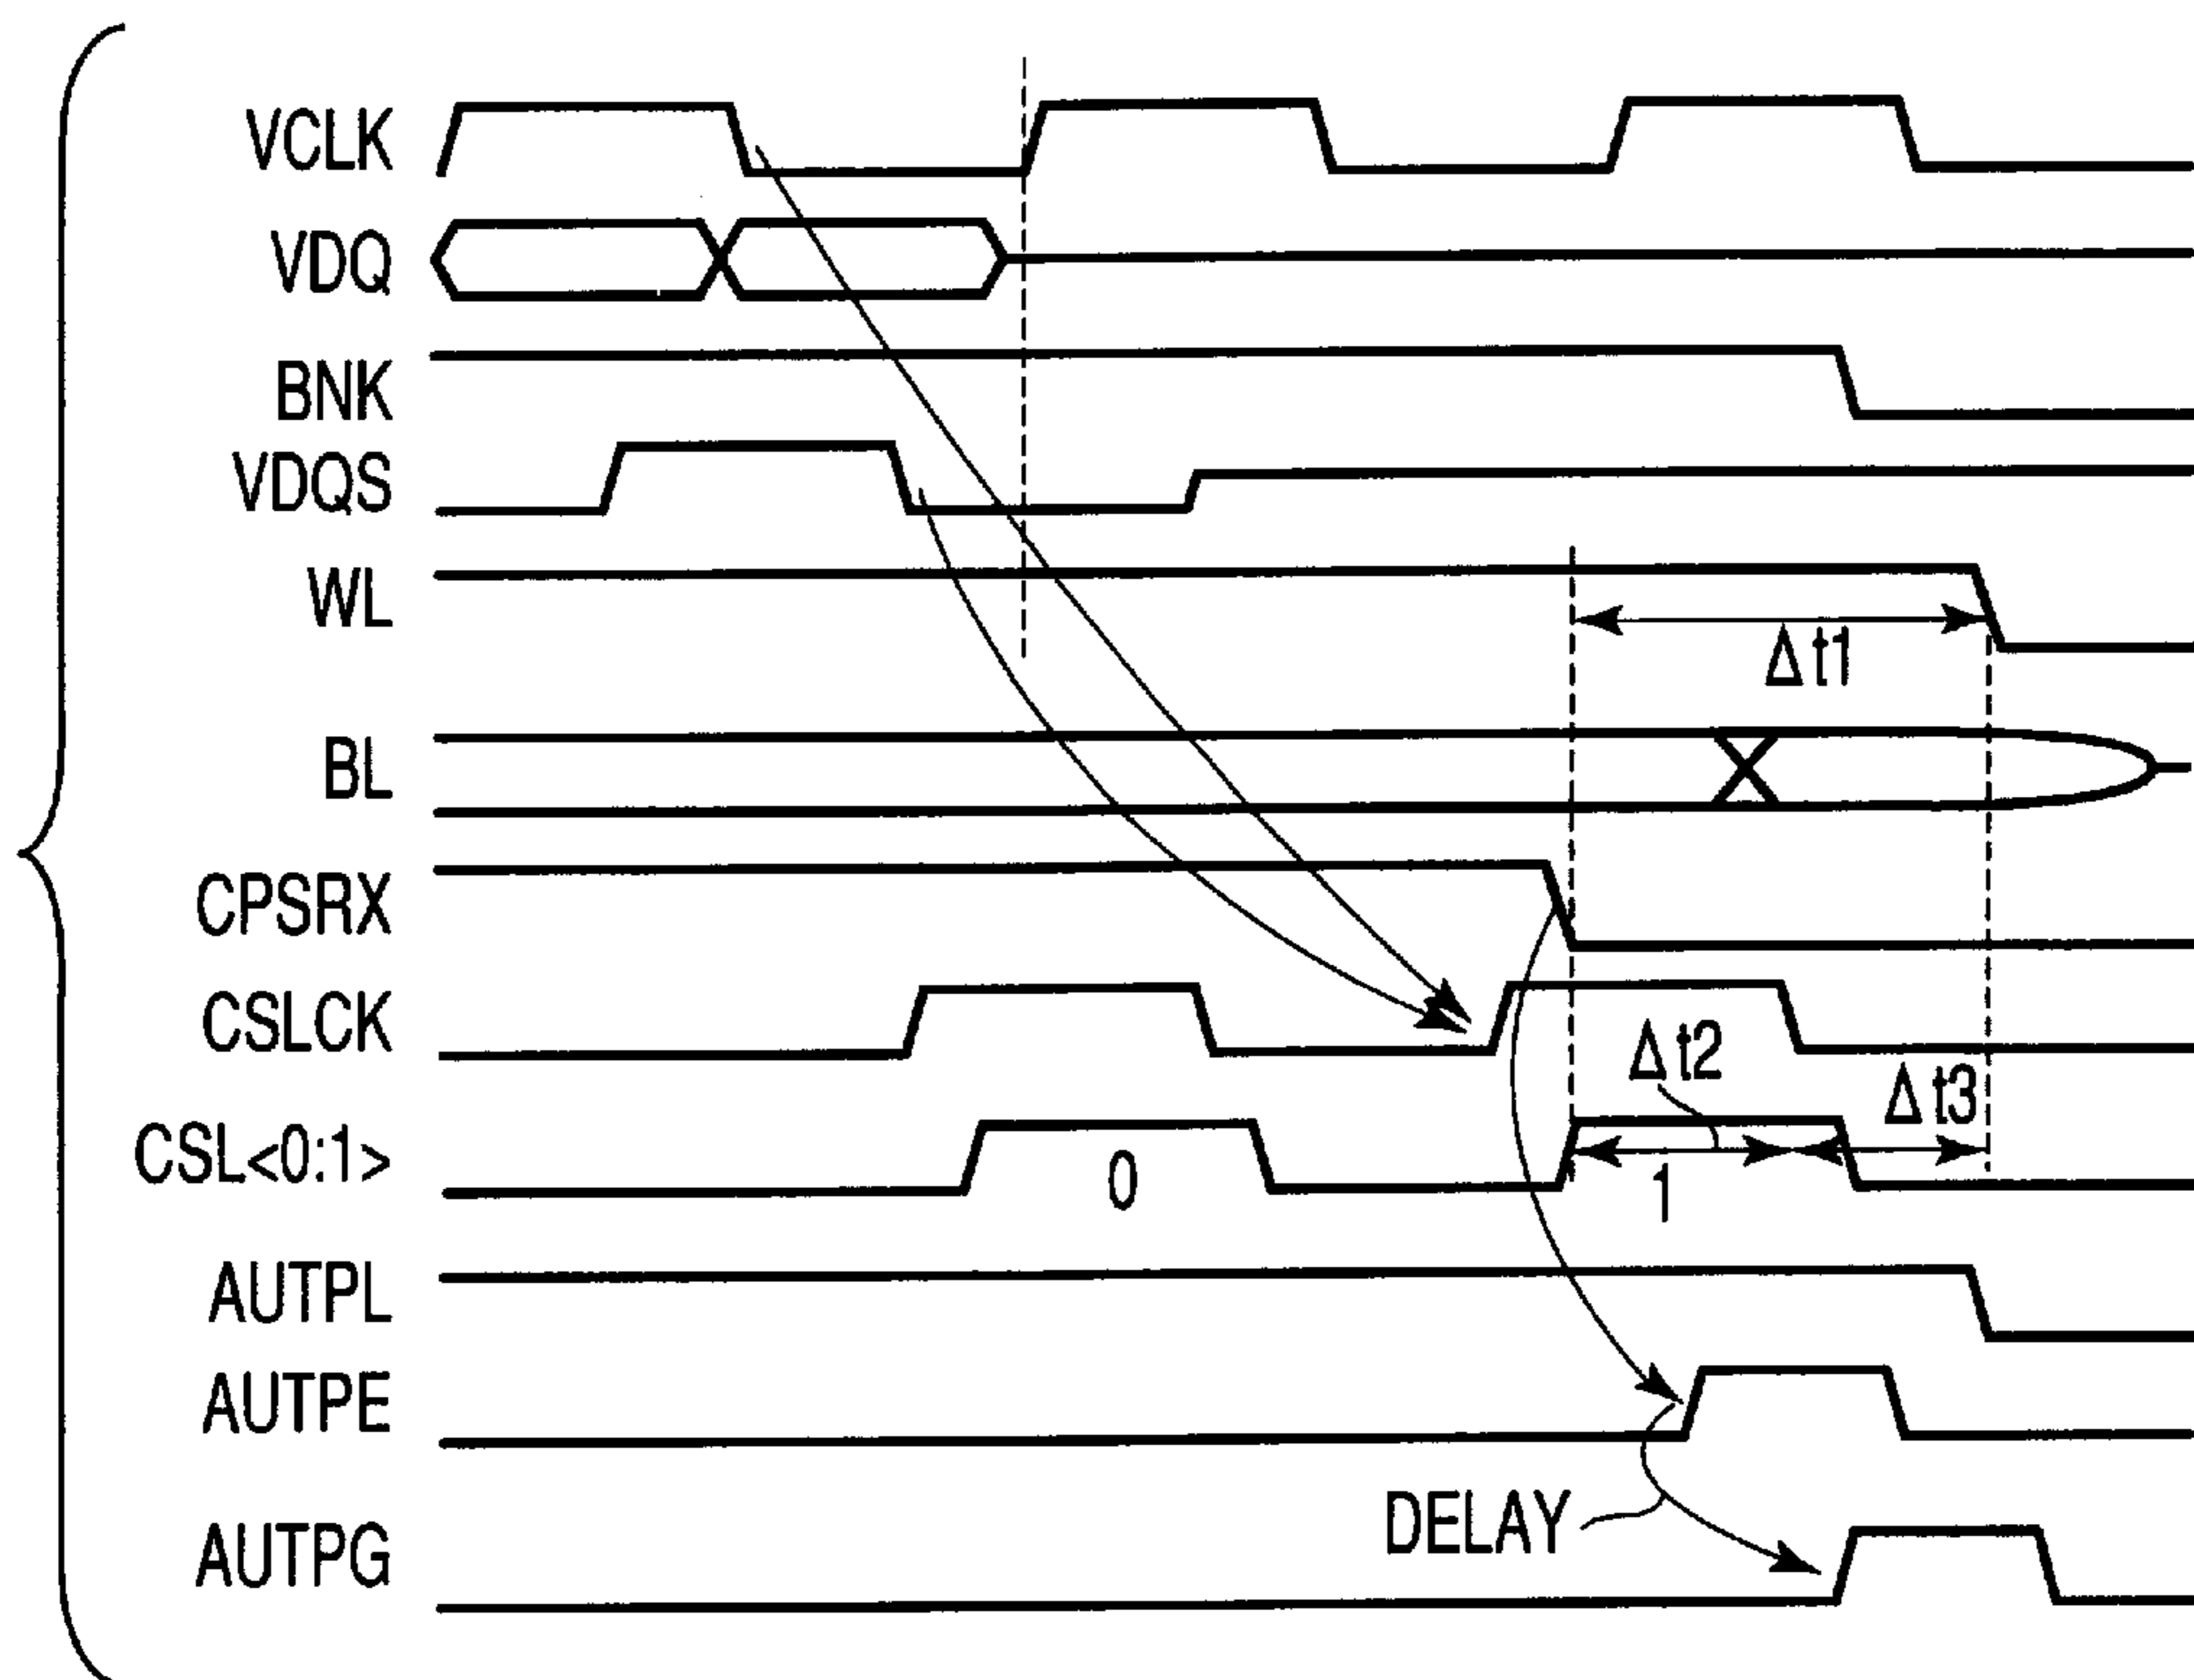 VCLK
VDQ
BNK
VDQS
WL
Δt1
BL
CPSRX
CSLCK
Δt2
Δt3
CSL<0:1>
0
1
AUTPL
AUTPE
DELAY
AUTPG